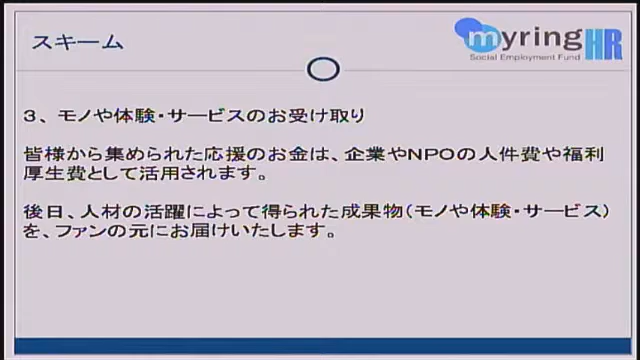 スキーム
myringHR
Social Employment Fund
３、モノや体験・サービスのお受け取り
皆様から集められた応援のお金は、企業やNPOの人件費や福利
厚生費として活用されます。
後日、人材の活躍によって得られた成果物（モノや体験・サービス）
を、ファンの元にお届けいたします。